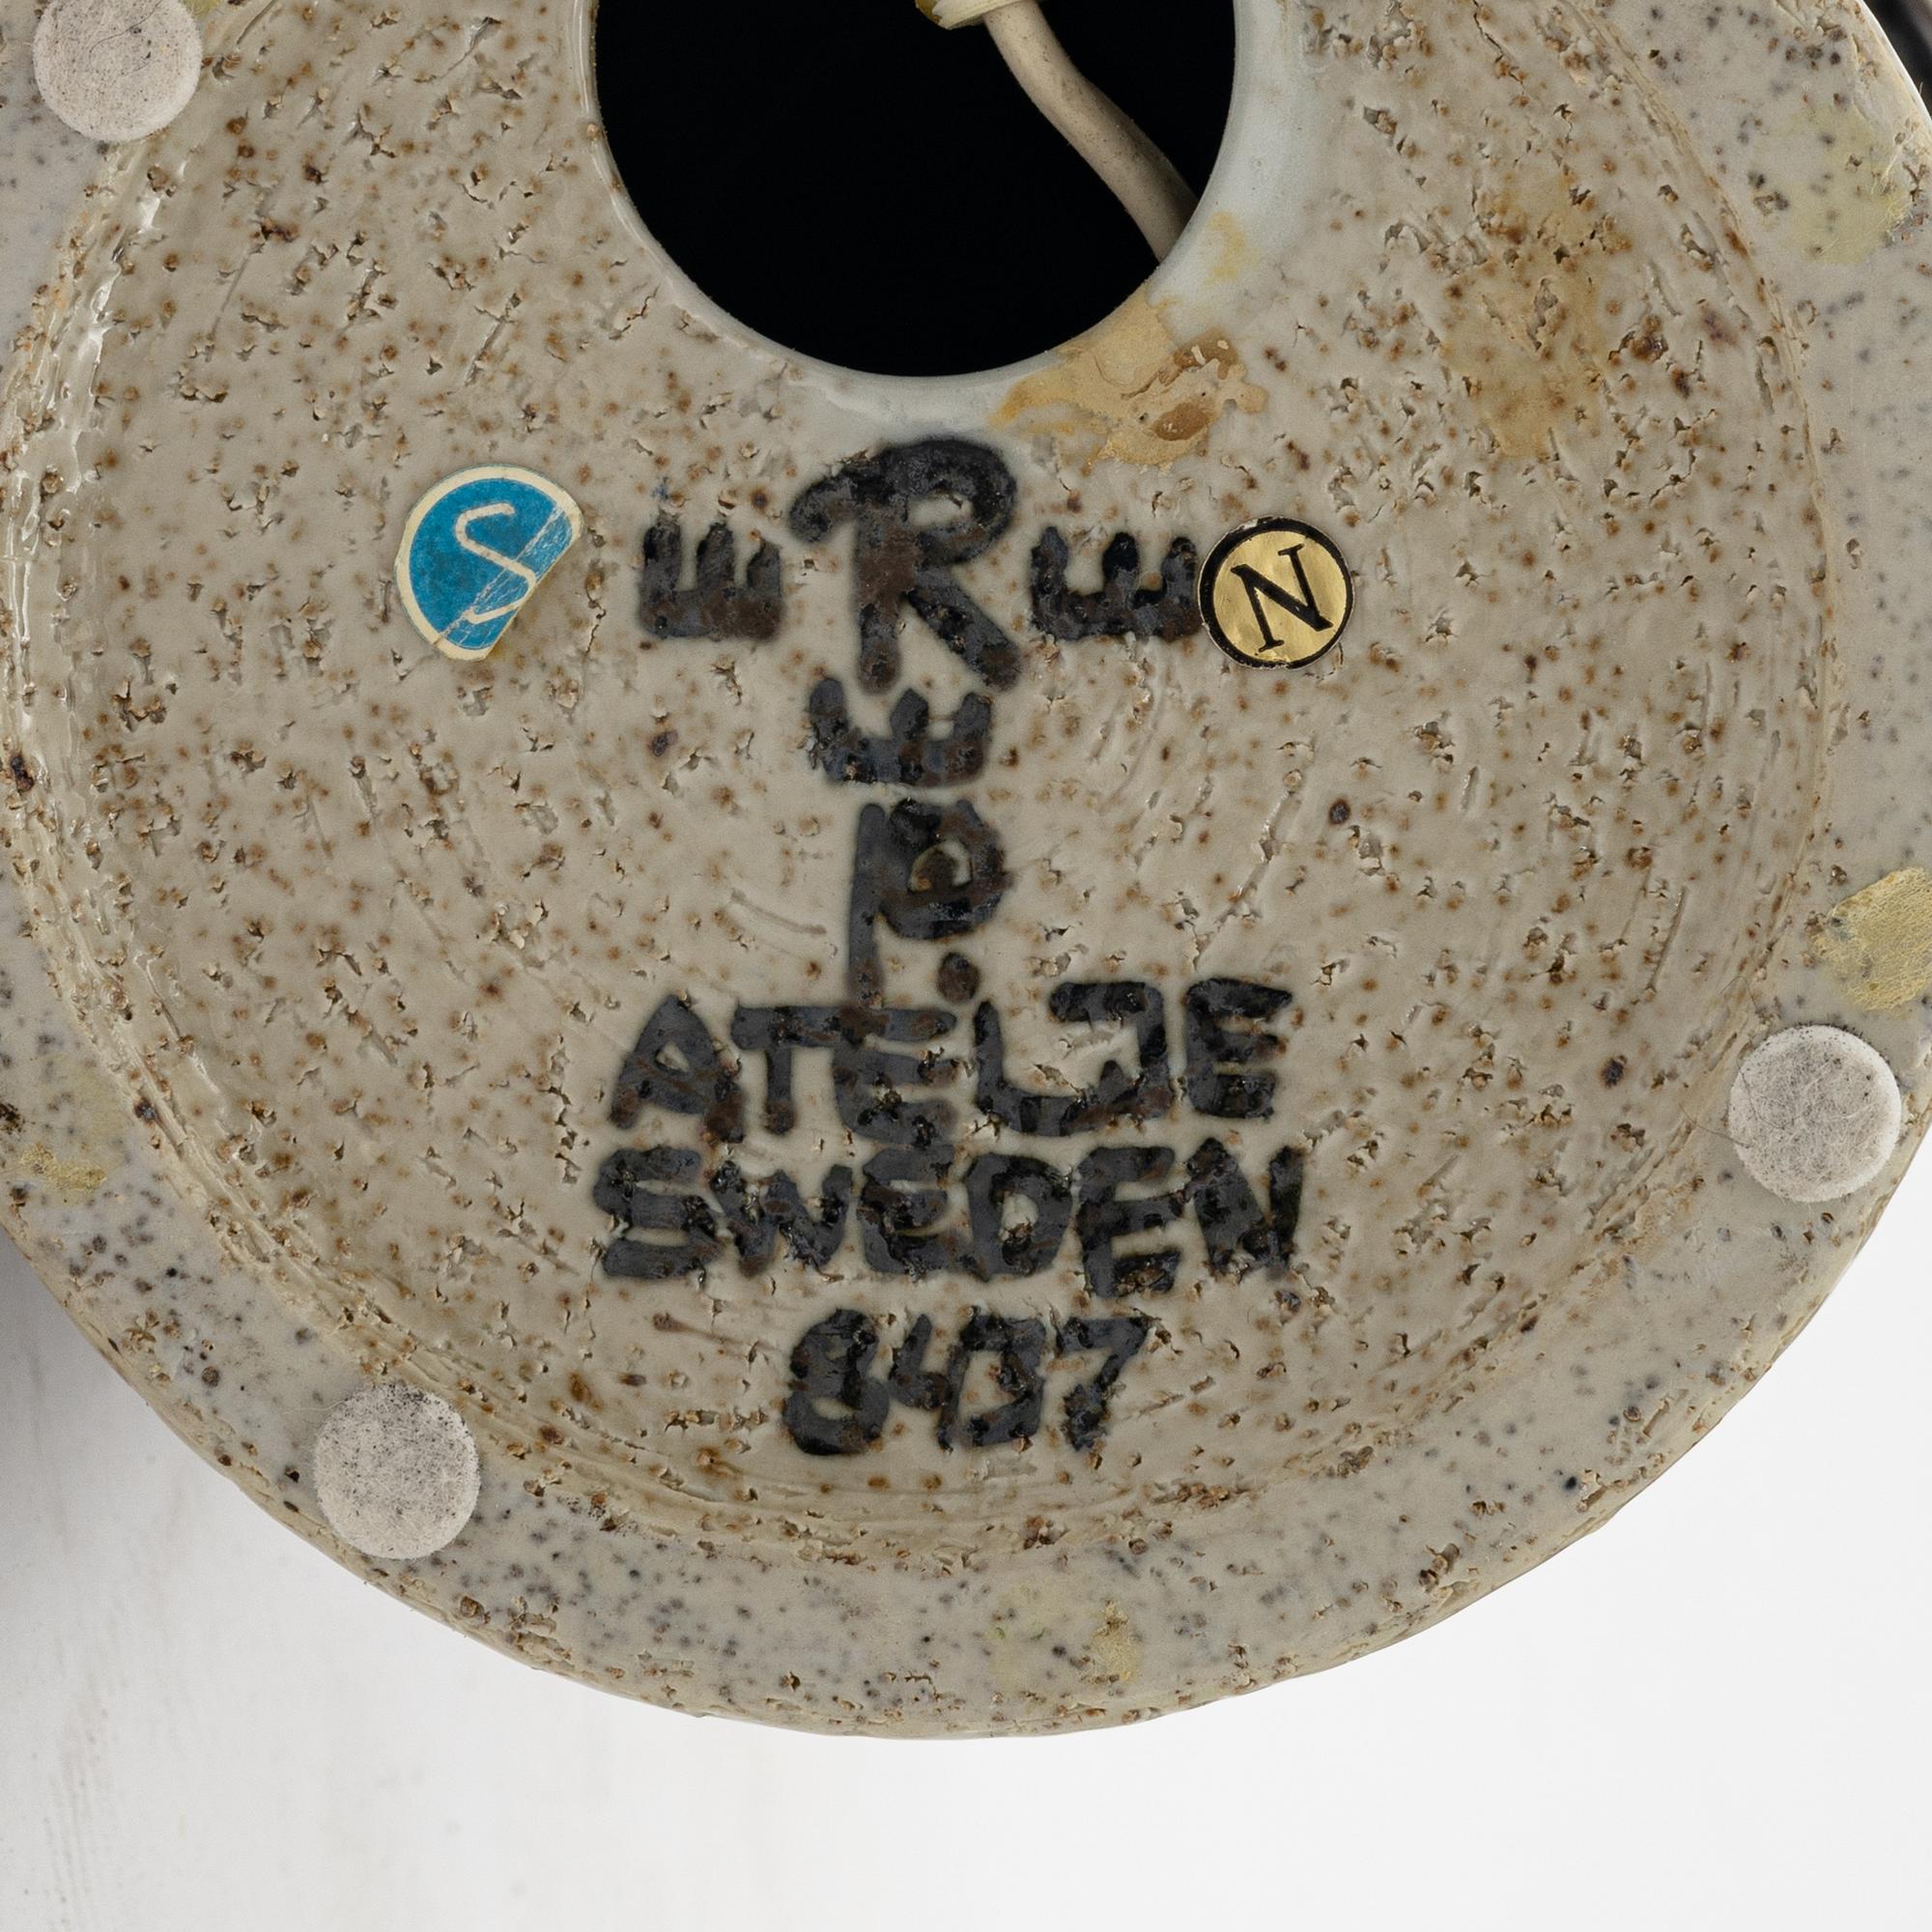 S R N
P.
ATELJE
SWEDEN
8407